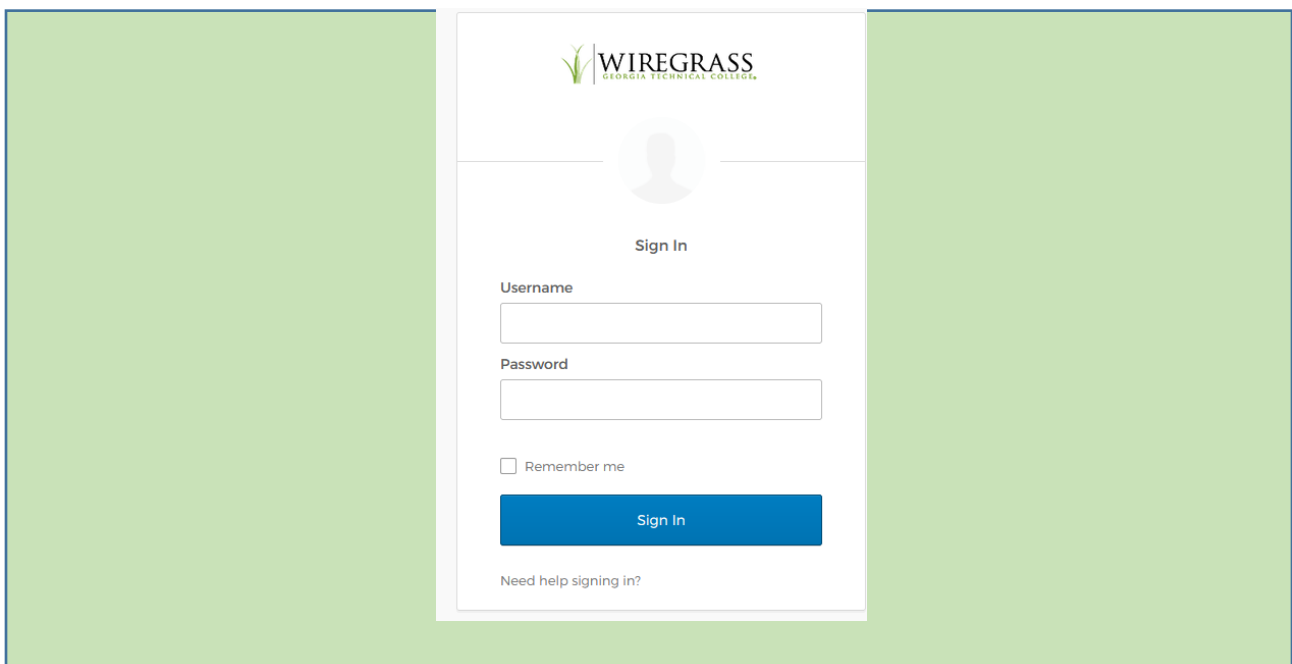 WIREGRASS
GEORGIA TECHNICAL COLLEGE
Sign In
Username
Password
Remember me
Sign In
Need help signing in?